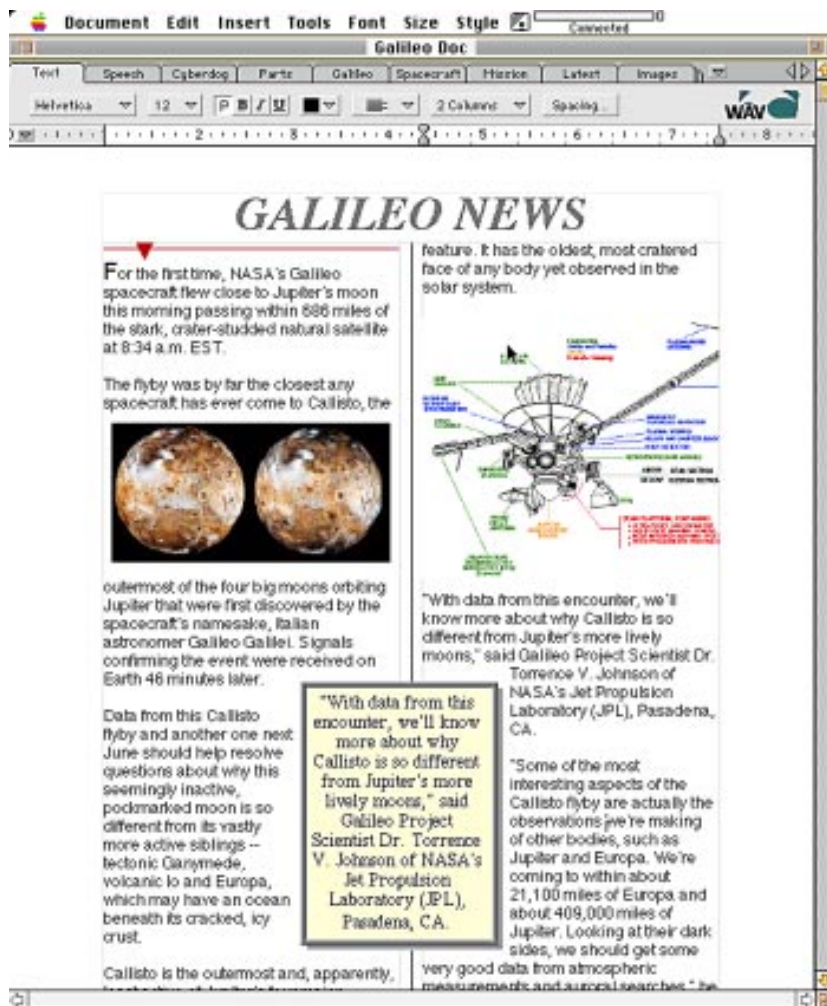 Document Edit Insert Tools Font Size Style
Connected
Galileo Doc
Text Speech Cyberdog Parts Galileo Spacecraft Mission Latest Images
Helvetica 12 P B I U 2 Columns Spacing...
WAV
2 3 4 5 6 7 8
GALILEO NEWS
For the first time, NASA's Galileo
spacecraft flew close to Jupiter's moon
this morning passing within 686 miles of
the stark, crater-studded natural satellite
at 8:34 a.m. EST.
The flyby was by far the closest any
spacecraft has ever come to Callisto, the
outermost of the four big moons orbiting
Jupiter that were first discovered by the
spacecraft's namesake, Italian
astronomer Galileo Galilei. Signals
confirming the event were received on
Earth 46 minutes later.
Data from this Callisto
flyby and another one next
June should help resolve
questions about why this
seemingly inactive,
pockmarked moon is so
different from its vastly
more active siblings --
tectonic Ganymede,
volcanic Io and Europa,
which may have an ocean
beneath its cracked, icy
crust.
Callisto is the outermost and, apparently,
"With data from this
encounter, we'll know
more about why
Callisto is so different
from Jupiter's more
lively moons," said
Galileo Project
Scientist Dr. Torrence
V. Johnson of NASA's
Jet Propulsion
Laboratory (JPL),
Pasadena, CA.
feature. It has the oldest, most cratered
face of any body yet observed in the
solar system.
"With data from this encounter, we'll
know more about why Callisto is so
different from Jupiter's more lively
moons," said Galileo Project Scientist Dr.
Torrence V. Johnson of
NASA's Jet Propulsion
Laboratory (JPL), Pasadena,
CA.
"Some of the most
interesting aspects of the
Callisto flyby are actually the
observations we're making
of other bodies, such as
Jupiter and Europa. We're
coming to within about
21,100 miles of Europa and
about 409,000 miles of
Jupiter. Looking at their dark
sides, we should get some
very good data from atmospheric
measurements and auroral searches," he